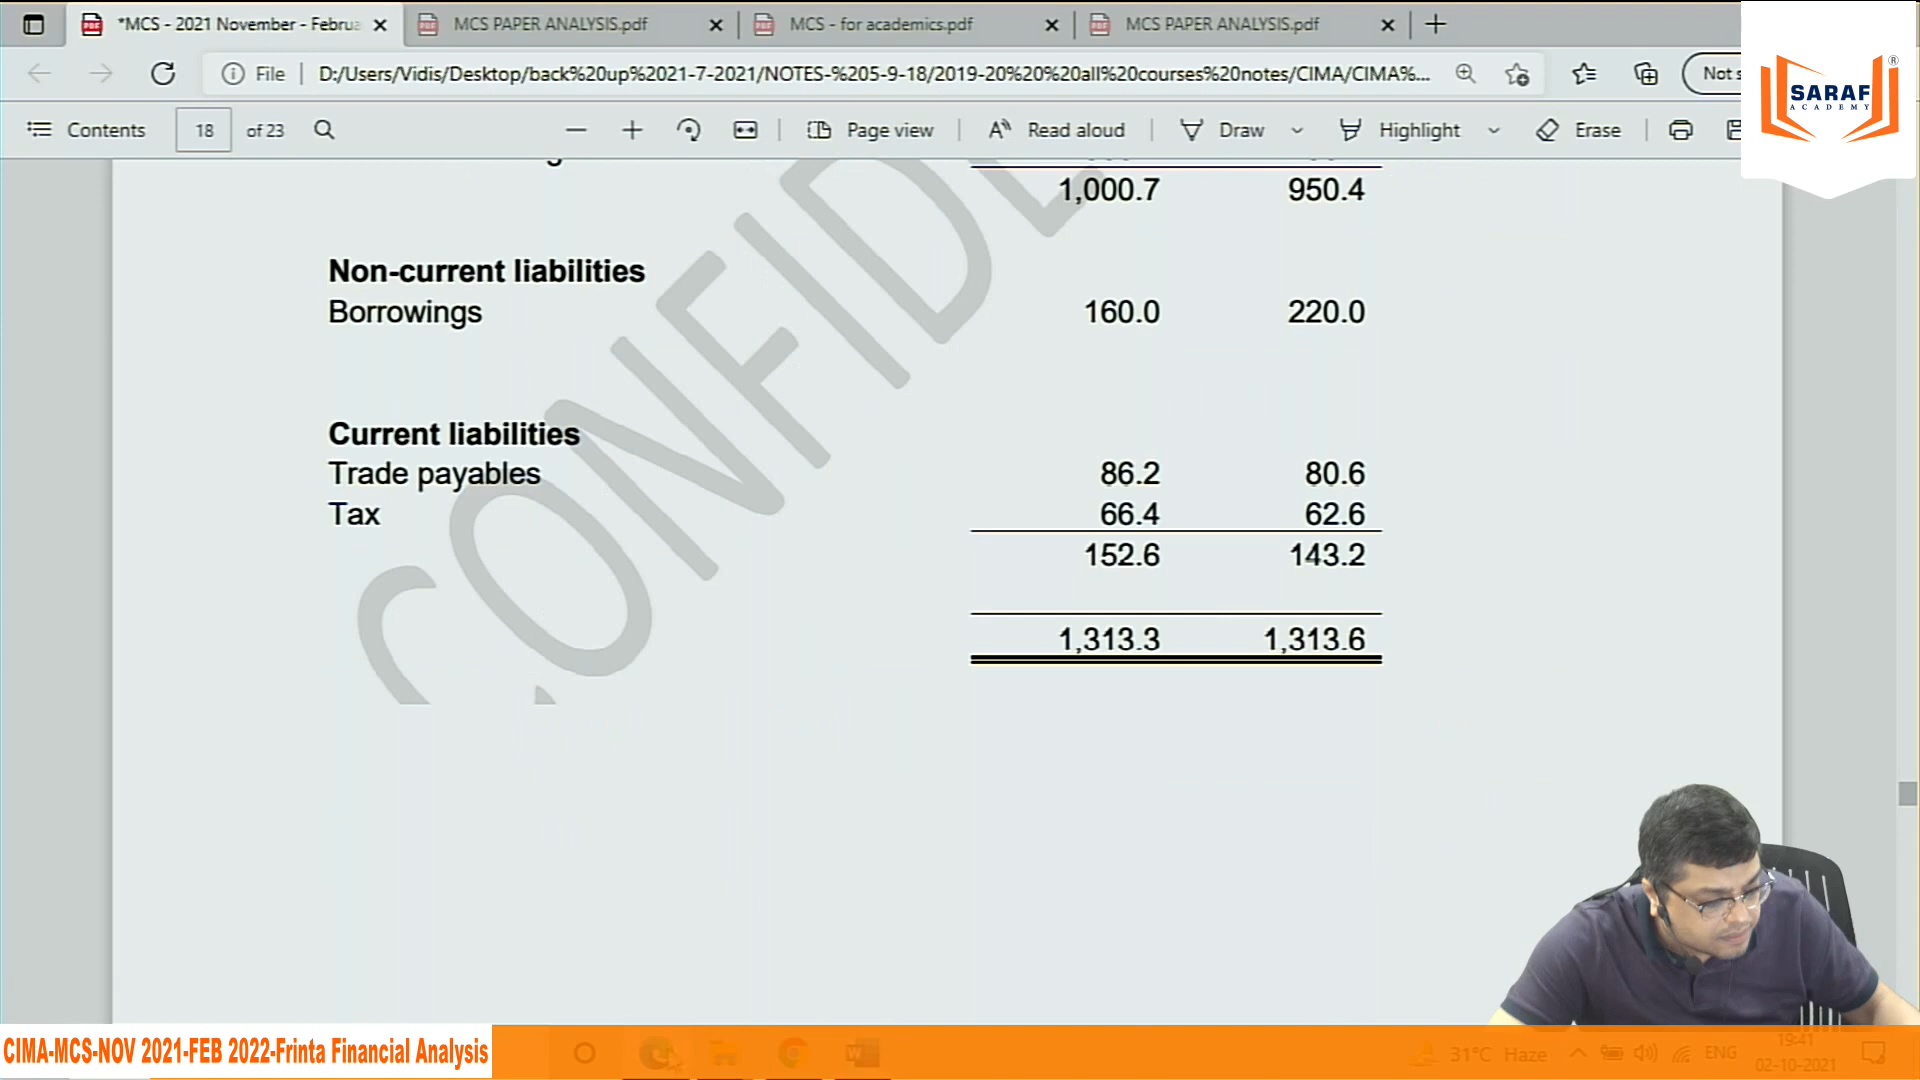 *MCS - 2021 November - Februa
MCS PAPER ANALYSIS.pdf
MCS - for academics.pdf
MCS PAPER ANALYSIS.pdf
File
D:/Users/Vidis/Desktop/back%20up%2021-7-2021/NOTES-%205-9-18/2019-20%20%20all%20courses%20notes/CIMA/CIMA%...
Not s
SARAF
ACADEMY
®
Contents
18
of 23
Page view
Read aloud
Draw
Highlight
Erase
CONFIDE
1,000.7 950.4
Non-current liabilities
Borrowings 160.0 220.0
Current liabilities
Trade payables 86.2 80.6
Tax 66.4 62.6
152.6 143.2
1,313.3 1,313.6
CIMA-MCS-NOV 2021-FEB 2022-Frinta Financial Analysis
31°C Haze
ENG
19:41
02-10-2021